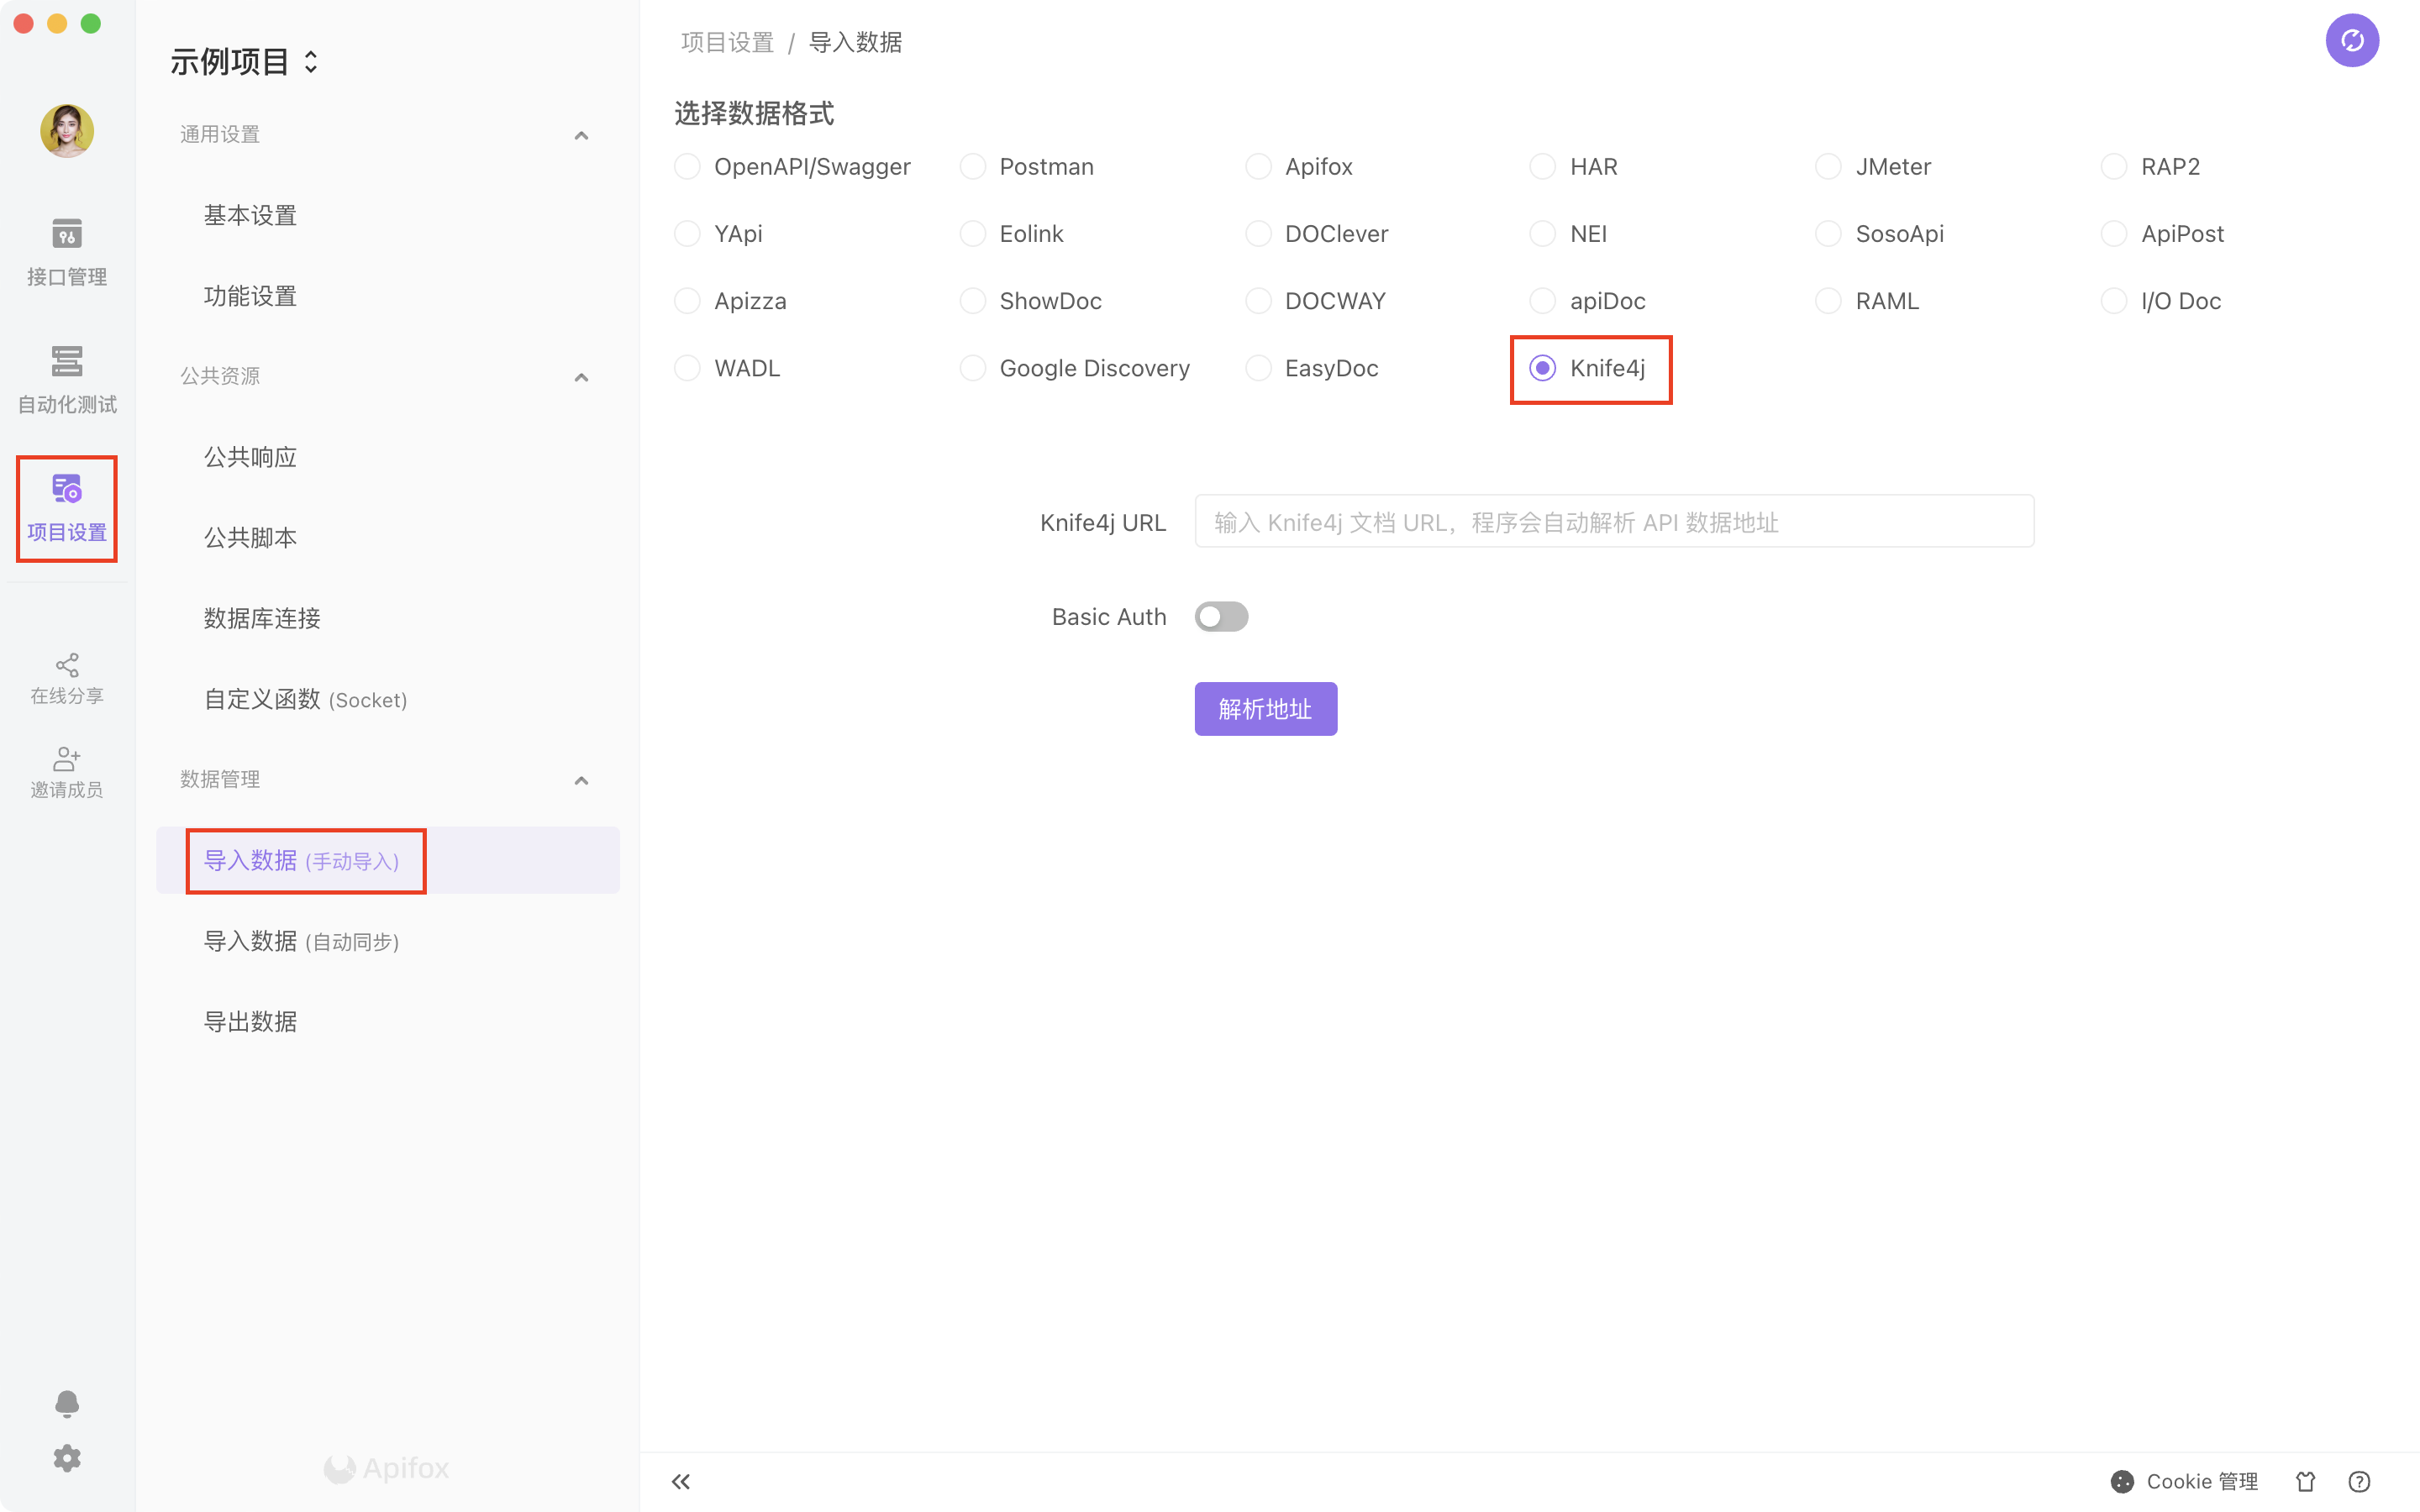 示例项目
接口管理
自动化测试
项目设置
在线分享
邀请成员
通用设置
基本设置
功能设置
公共资源
公共响应
公共脚本
数据库连接
自定义函数 (Socket)
数据管理
导入数据 (手动导入)
导入数据 (自动同步)
导出数据
Apifox
项目设置 / 导入数据
选择数据格式
OpenAPI/Swagger Postman Apifox HAR JMeter RAP2
YApi Eolink DOClever NEI SosoApi ApiPost
Apizza ShowDoc DOCWAY apiDoc RAML I/O Doc
WADL Google Discovery EasyDoc Knife4j
Knife4j URL 输入 Knife4j 文档 URL，程序会自动解析 API 数据地址
Basic Auth
解析地址
Cookie 管理